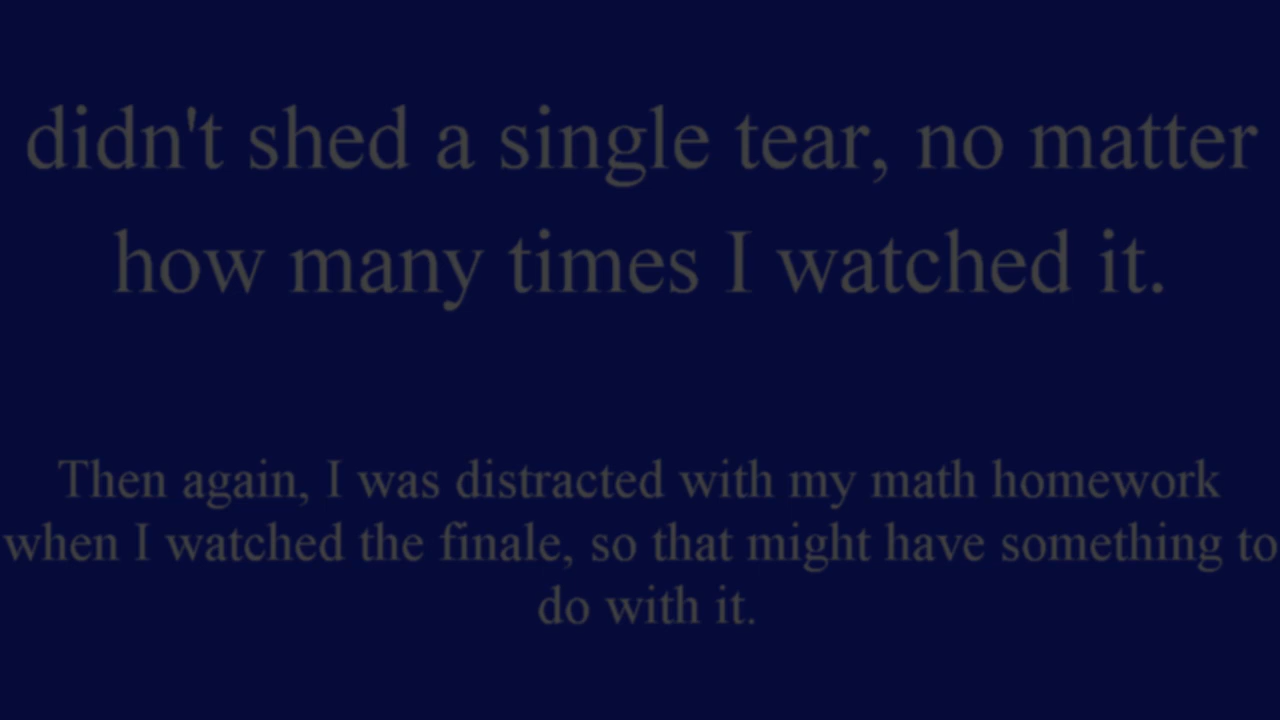 didn't shed a single tear, no matter
how many times I watched it.
Then again, I was distracted with my math homework
when I watched the finale, so that might have something to
do with it.